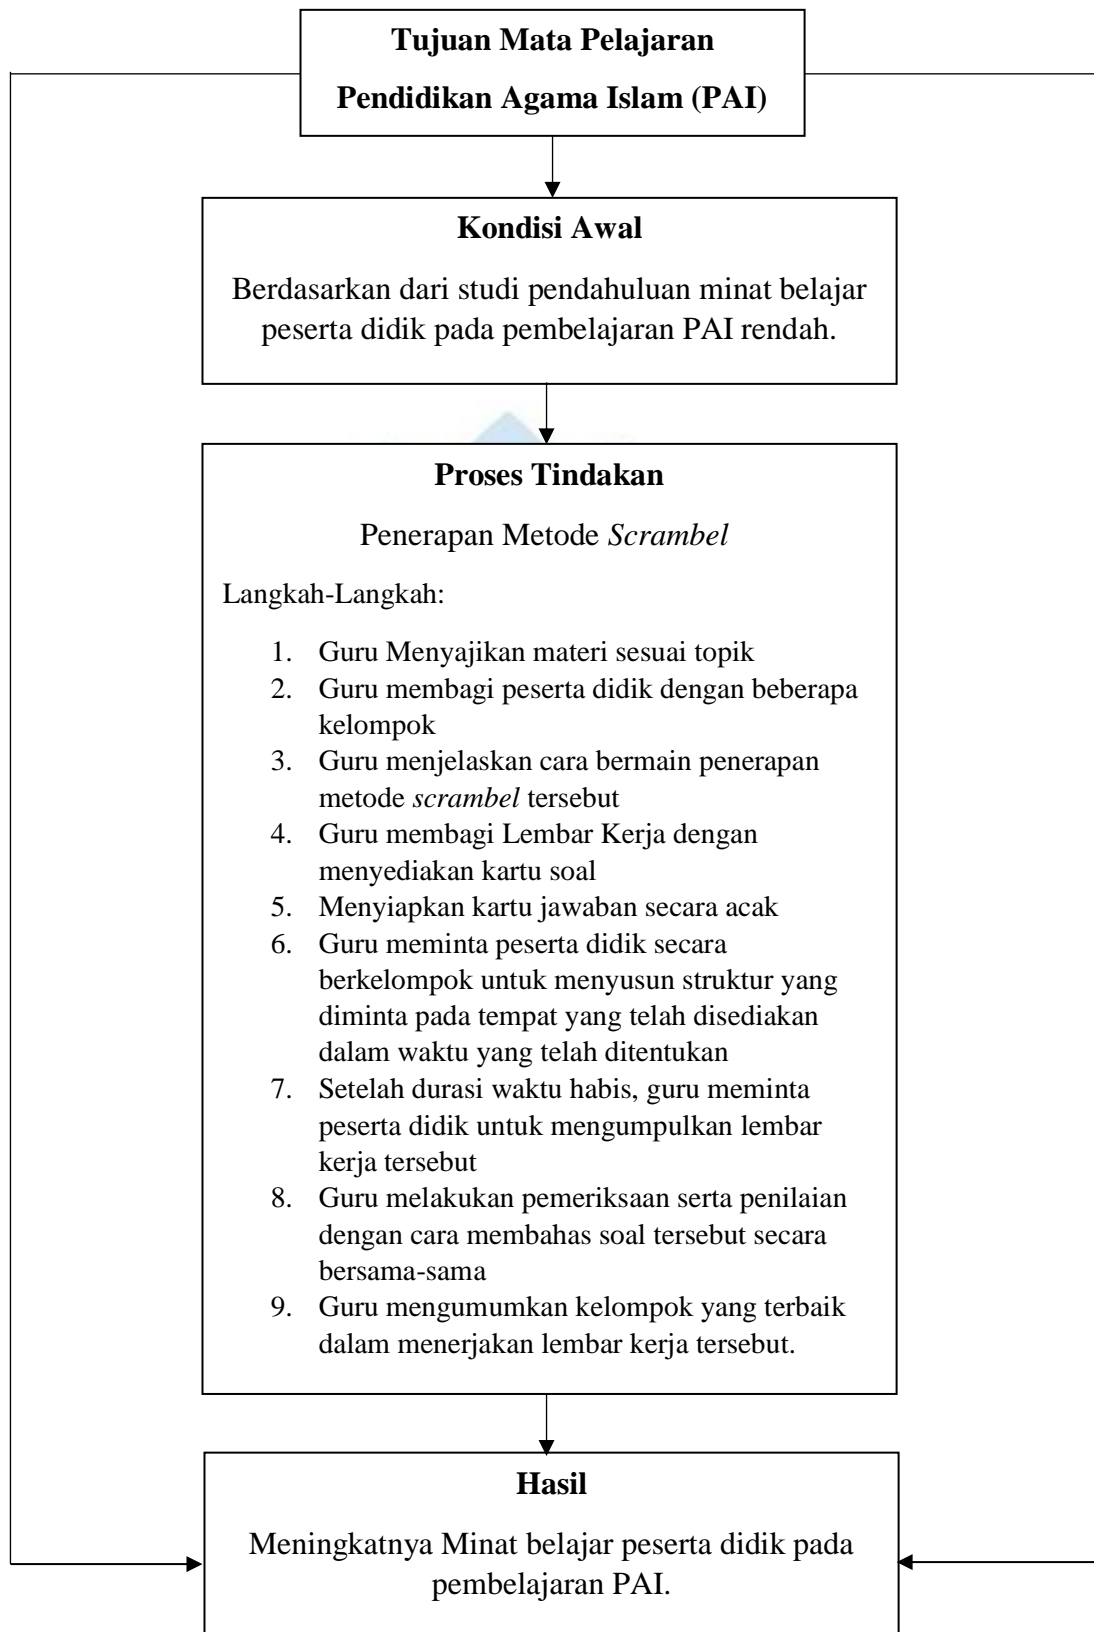 Tujuan Mata Pelajaran
Pendidikan Agama Islam (PAI)
Kondisi Awal
Berdasarkan dari studi pendahuluan minat belajar
peserta didik pada pembelajaran PAI rendah.
Proses Tindakan
Penerapan Metode Scrambel
Langkah-Langkah:
1. Guru Menyajikan materi sesuai topik
2. Guru membagi peserta didik dengan beberapa
kelompok
3. Guru menjelaskan cara bermain penerapan
metode scrambel tersebut
4. Guru membagi Lembar Kerja dengan
menyediakan kartu soal
5. Menyiapkan kartu jawaban secara acak
6. Guru meminta peserta didik secara
berkelompok untuk menyusun struktur yang
diminta pada tempat yang telah disediakan
dalam waktu yang telah ditentukan
7. Setelah durasi waktu habis, guru meminta
peserta didik untuk mengumpulkan lembar
kerja tersebut
8. Guru melakukan pemeriksaan serta penilaian
dengan cara membahas soal tersebut secara
bersama-sama
9. Guru mengumumkan kelompok yang terbaik
dalam menerjakan lembar kerja tersebut.
Hasil
Meningkatnya Minat belajar peserta didik pada
pembelajaran PAI.